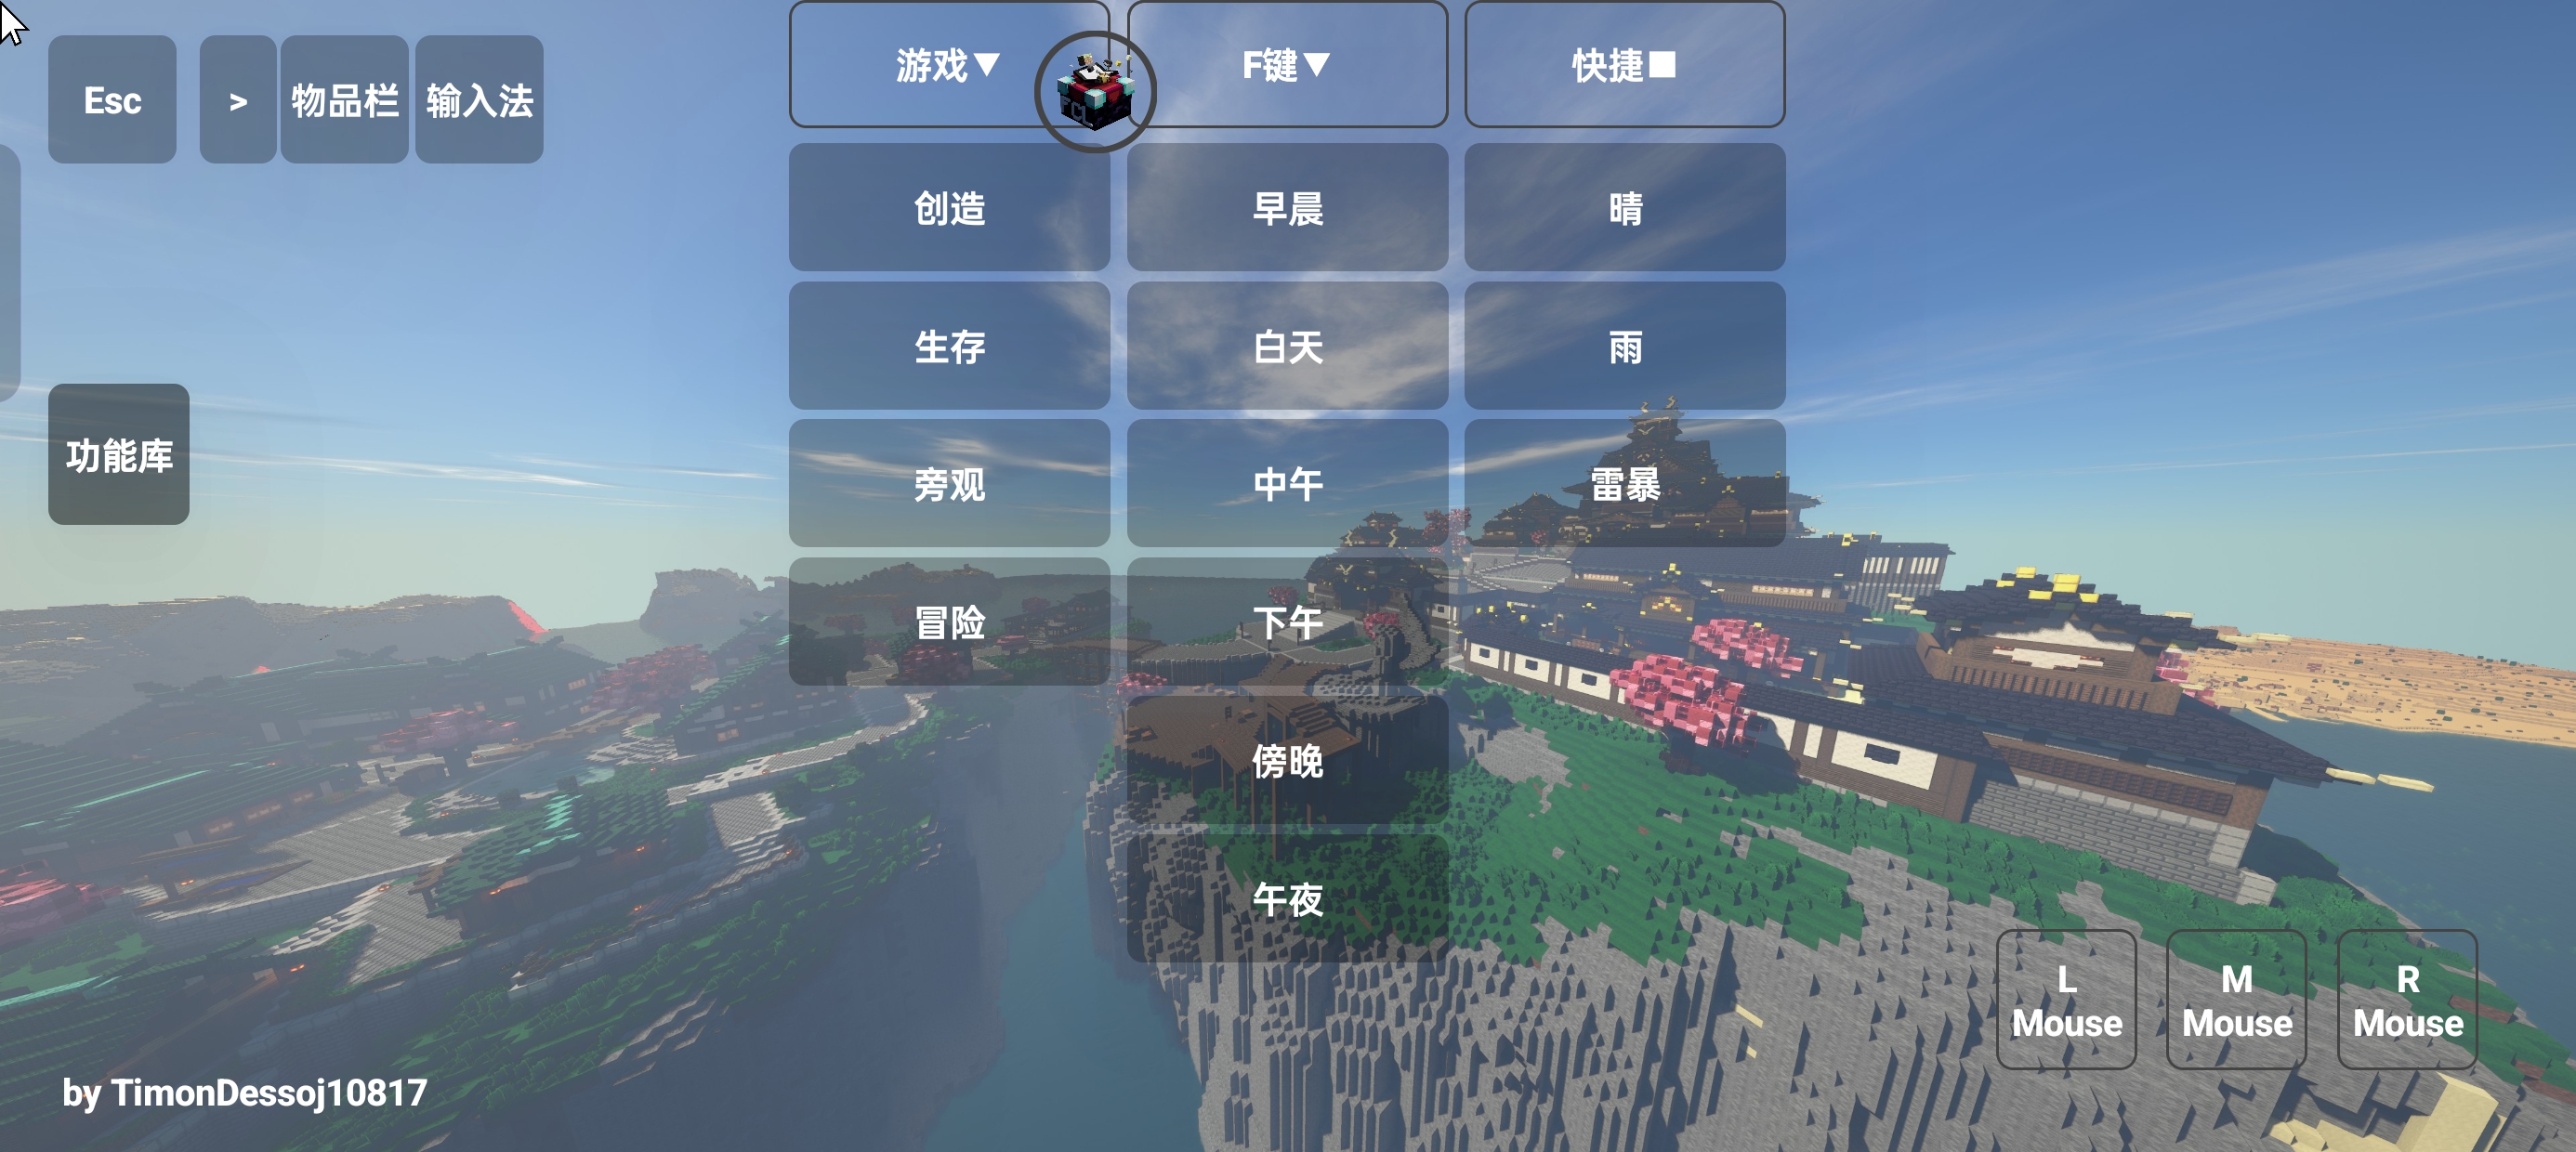 Esc
>
物品栏
输入法
游戏▼
F键▼
快捷■
FCL
创造
早晨
晴
生存
白天
雨
功能库
旁观
中午
雷暴
冒险
下午
傍晚
午夜
L
Mouse
M
Mouse
R
Mouse
by TimonDessoj10817